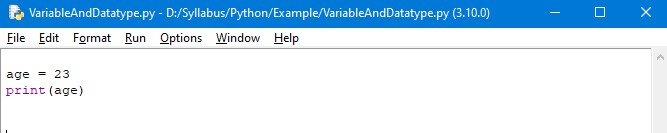 VariableAndDatatype.py - D:/Syllabus/Python/Example/VariableAndDatatype.py (3.10.0)
File Edit Format Run Options Window Help
age = 23
print(age)